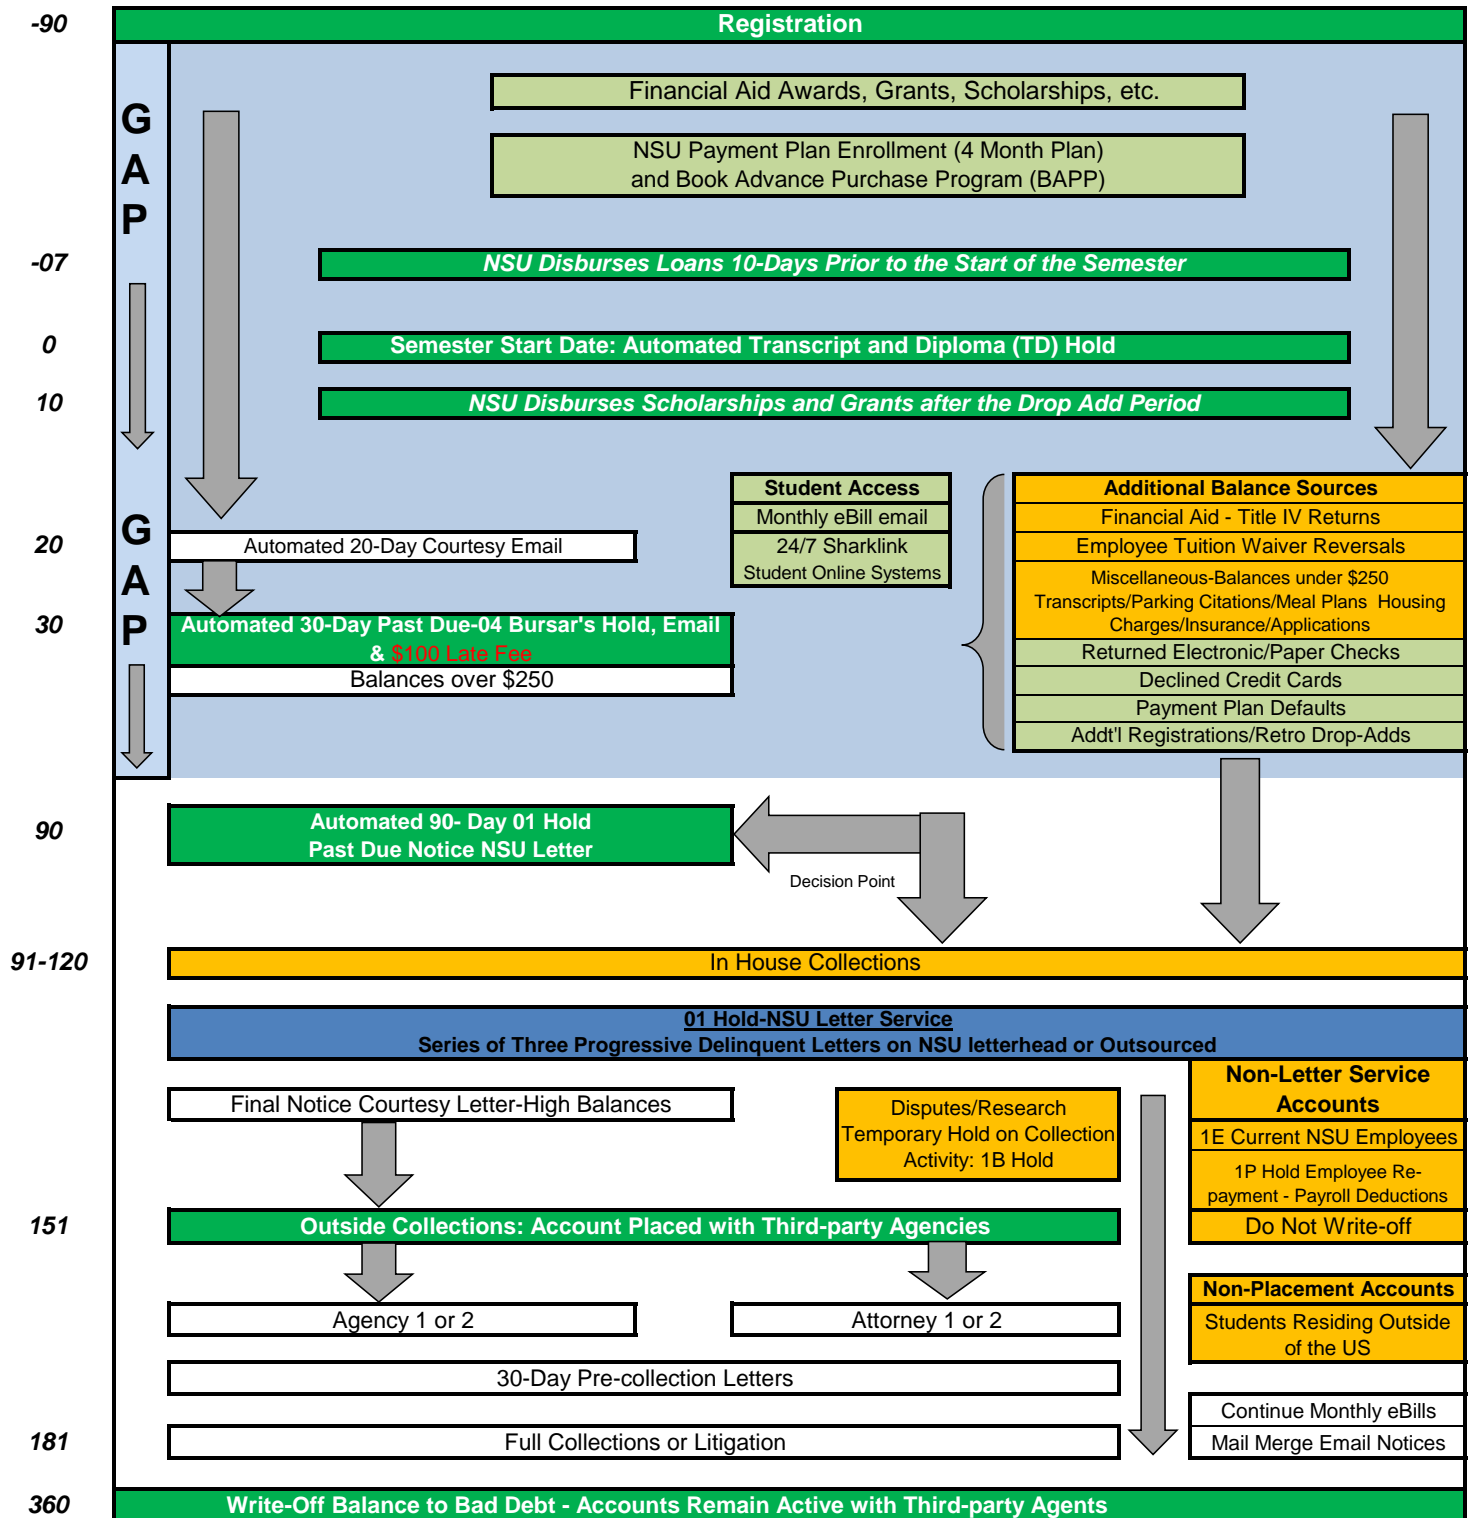 -90
Registration
G
A
P
Financial Aid Awards, Grants, Scholarships, etc.
NSU Payment Plan Enrollment (4 Month Plan)
and Book Advance Purchase Program (BAPP)
-07
NSU Disburses Loans 10-Days Prior to the Start of the Semester
0
Semester Start Date: Automated Transcript and Diploma (TD) Hold
10
NSU Disburses Scholarships and Grants after the Drop Add Period
G
A
P
20
Automated 20-Day Courtesy Email
30
Automated 30-Day Past Due-04 Bursar's Hold, Email
& $100 Late Fee
Balances over $250
Student Access
Monthly eBill email
24/7 Sharklink
Student Online Systems
Additional Balance Sources
Financial Aid - Title IV Returns
Employee Tuition Waiver Reversals
Miscellaneous-Balances under $250
Transcripts/Parking Citations/Meal Plans  Housing
Charges/Insurance/Applications
Returned Electronic/Paper Checks
Declined Credit Cards
Payment Plan Defaults
Addt'l Registrations/Retro Drop-Adds
90
Automated 90- Day 01 Hold
Past Due Notice NSU Letter
Decision Point
91-120
In House Collections
01 Hold-NSU Letter Service
Series of Three Progressive Delinquent Letters on NSU letterhead or Outsourced
Final Notice Courtesy Letter-High Balances
Disputes/Research
Temporary Hold on Collection
Activity: 1B Hold
Non-Letter Service
Accounts
1E Current NSU Employees
1P Hold Employee Re-
payment - Payroll Deductions
Do Not Write-off
151
Outside Collections: Account Placed with Third-party Agencies
Agency 1 or 2
Attorney 1 or 2
Non-Placement Accounts
Students Residing Outside
of the US
30-Day Pre-collection Letters
Continue Monthly eBills
Mail Merge Email Notices
181
Full Collections or Litigation
360
Write-Off Balance to Bad Debt - Accounts Remain Active with Third-party Agents